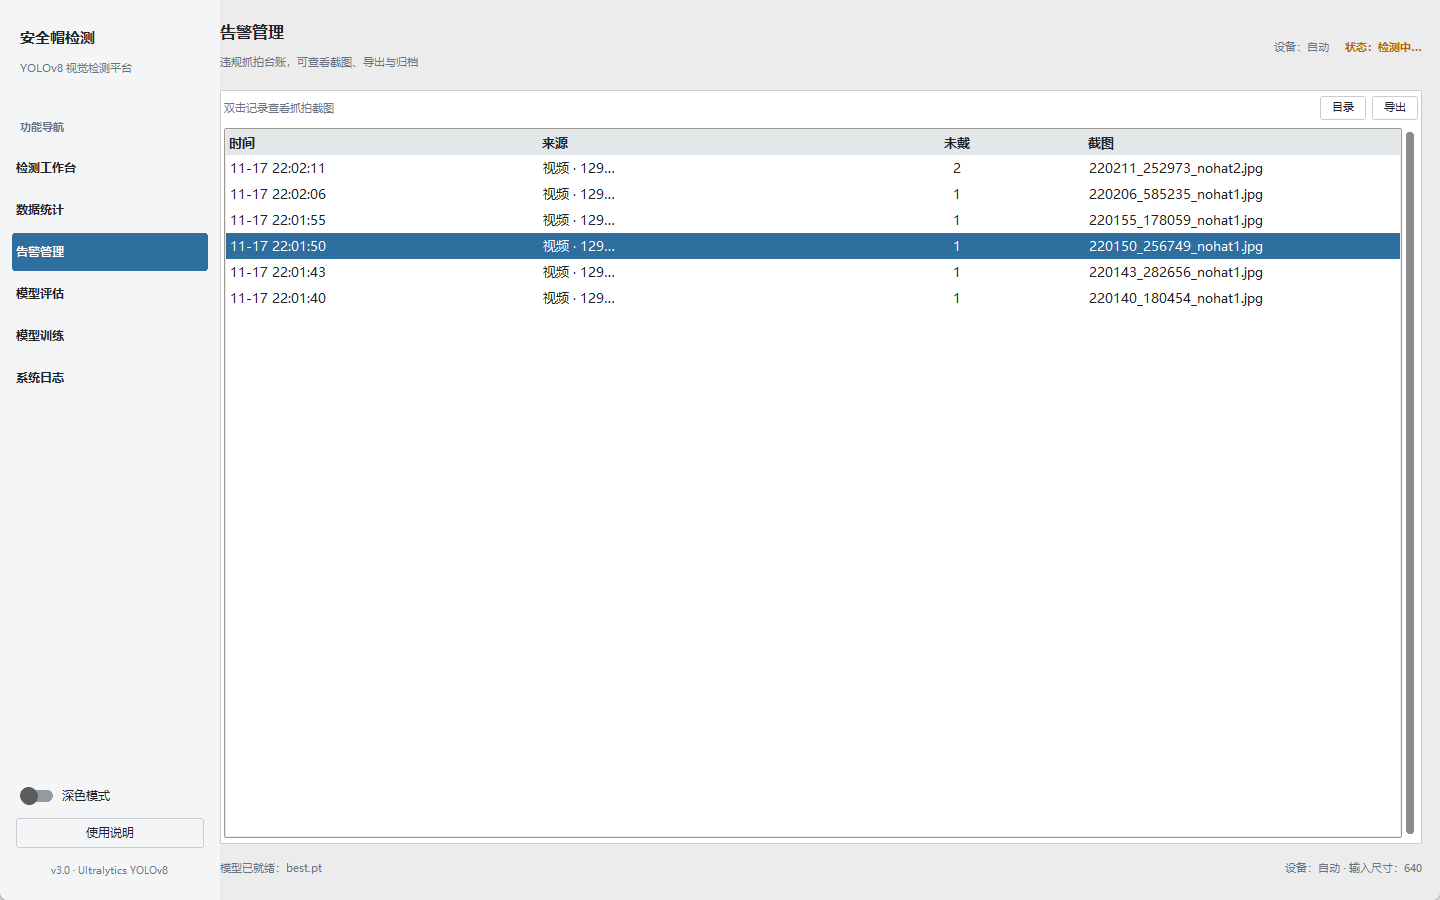 安全帽检测
YOLOv8 视觉检测平台
功能导航
检测工作台
数据统计
告警管理
模型评估
模型训练
系统日志
深色模式
使用说明
v3.0 · Ultralytics YOLOv8
告警管理
违规抓拍台账，可查看截图、导出与归档
设备：自动 状态：检测中...
双击记录查看抓拍截图
目录 导出
时间 来源 未戴 截图
11-17 22:02:11 视频 · 129... 2 220211_252973_nohat2.jpg
11-17 22:02:06 视频 · 129... 1 220206_585235_nohat1.jpg
11-17 22:01:55 视频 · 129... 1 220155_178059_nohat1.jpg
11-17 22:01:50 视频 · 129... 1 220150_256749_nohat1.jpg
11-17 22:01:43 视频 · 129... 1 220143_282656_nohat1.jpg
11-17 22:01:40 视频 · 129... 1 220140_180454_nohat1.jpg
模型已就绪：best.pt
设备：自动 · 输入尺寸：640